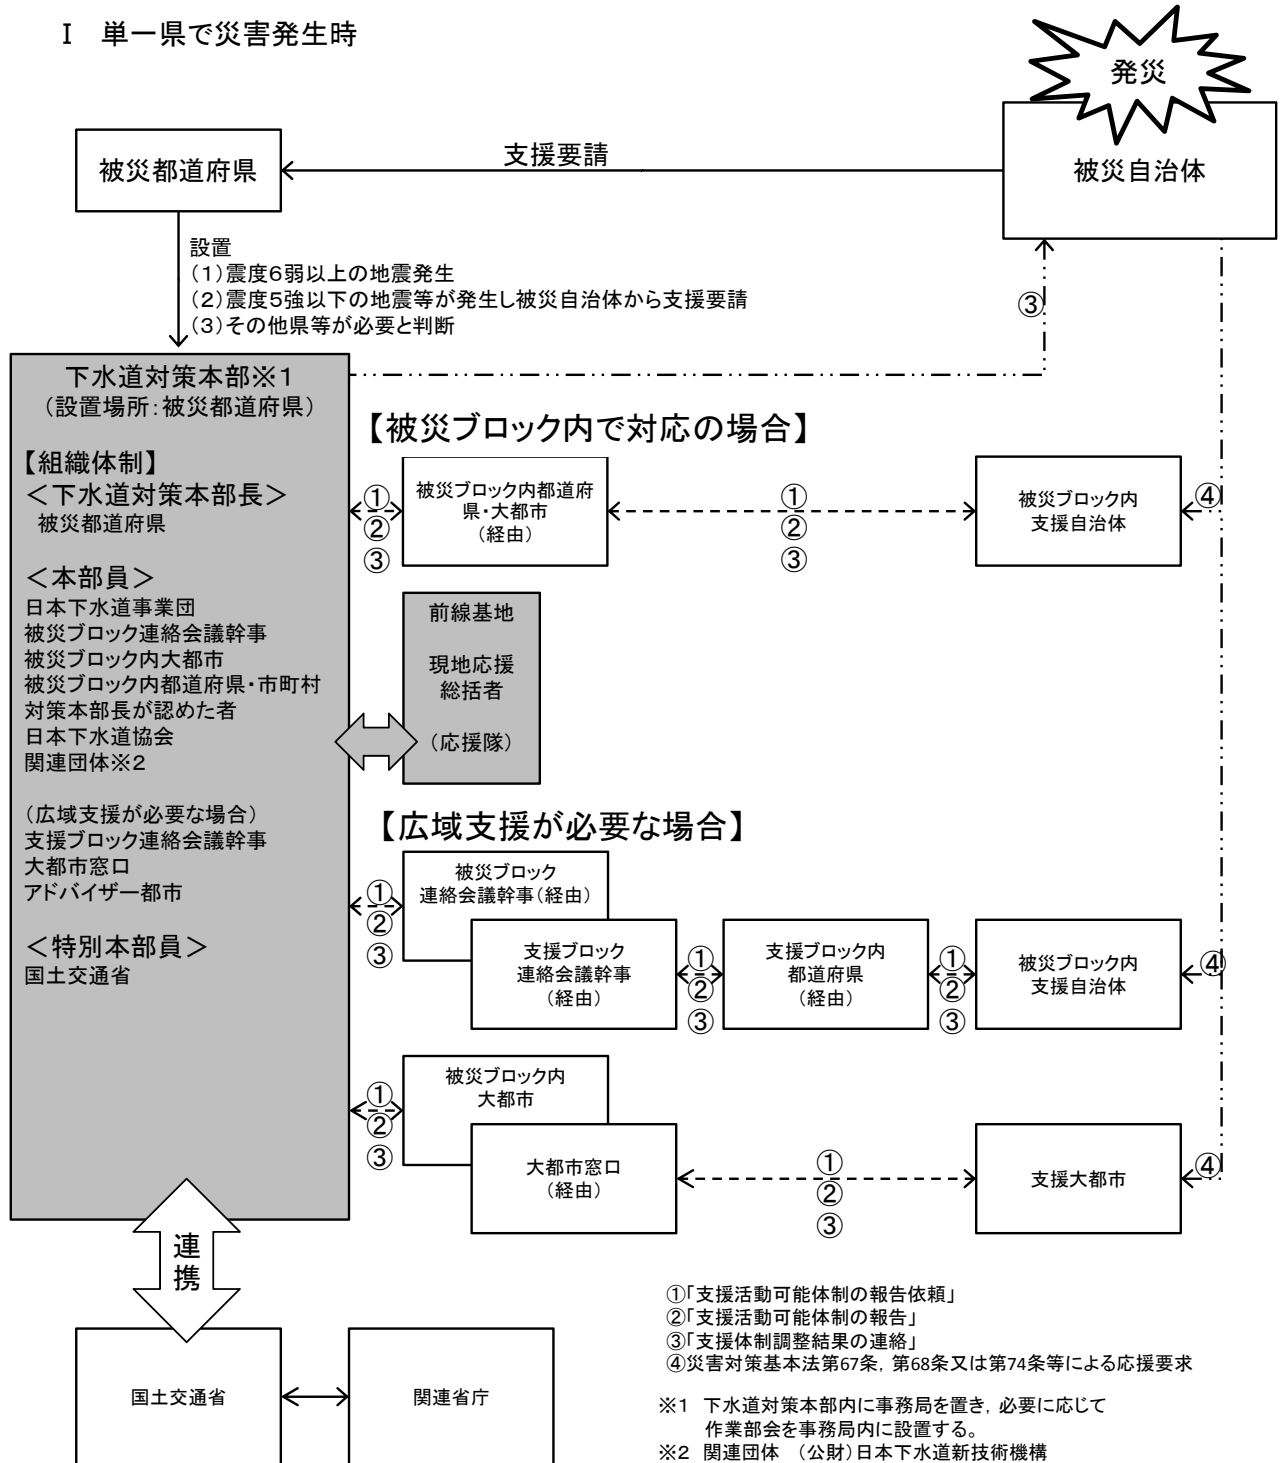 Ⅰ　単一県で災害発生時
発災
被災都道府県
支援要請
被災自治体
設置
（１）震度６弱以上の地震発生
（２）震度５強以下の地震等が発生し被災自治体から支援要請
（３）その他県等が必要と判断
③
下水道対策本部※１
（設置場所：被災都道府県）
【組織体制】
＜下水道対策本部長＞
被災都道府県
＜本部員＞
日本下水道事業団
被災ブロック連絡会議幹事
被災ブロック内大都市
被災ブロック内都道府県・市町村
対策本部長が認めた者
日本下水道協会
関連団体※２
（広域支援が必要な場合）
支援ブロック連絡会議幹事
大都市窓口
アドバイザー都市
＜特別本部員＞
国土交通省
【被災ブロック内で対応の場合】
①
②
③
被災ブロック内都道府
県・大都市
（経由）
①
②
③
被災ブロック内
支援自治体
④
前線基地
現地応援
総括者
（応援隊）
【広域支援が必要な場合】
①
②
③
被災ブロック
連絡会議幹事（経由）
支援ブロック
連絡会議幹事
（経由）
①
②
③
支援ブロック内
都道府県
（経由）
①
②
③
被災ブロック内
支援自治体
④
①
②
③
被災ブロック内
大都市
大都市窓口
（経由）
①
②
③
支援大都市
④
連
携
国土交通省
関連省庁
①「支援活動可能体制の報告依頼」
②「支援活動可能体制の報告」
③「支援体制調整結果の連絡」
④災害対策基本法第67条，第68条又は第74条等による応援要求
※１　下水道対策本部内に事務局を置き，必要に応じて
作業部会を事務局内に設置する。
※２　関連団体　（公財）日本下水道新技術機構